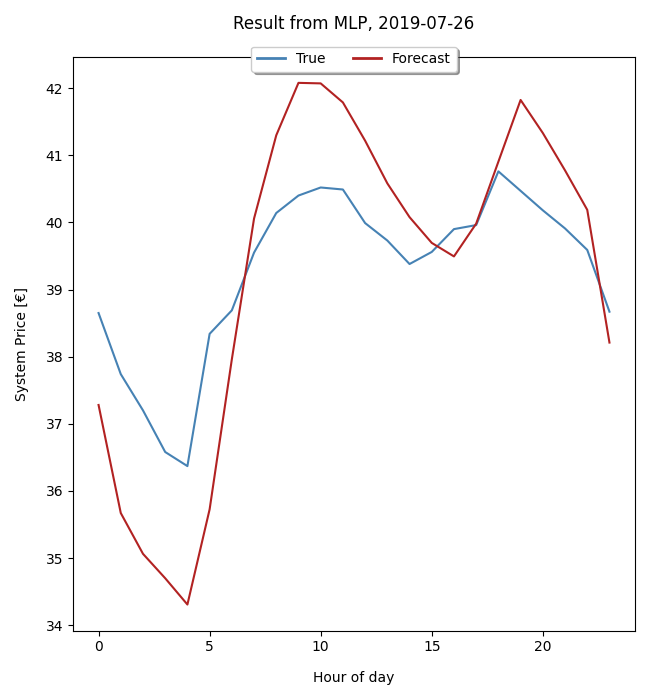 Result from MLP, 2019-07-26
True Forecast
42
41
40
39
38
37
36
35
34
System Price [€]
0 5 10 15 20
Hour of day